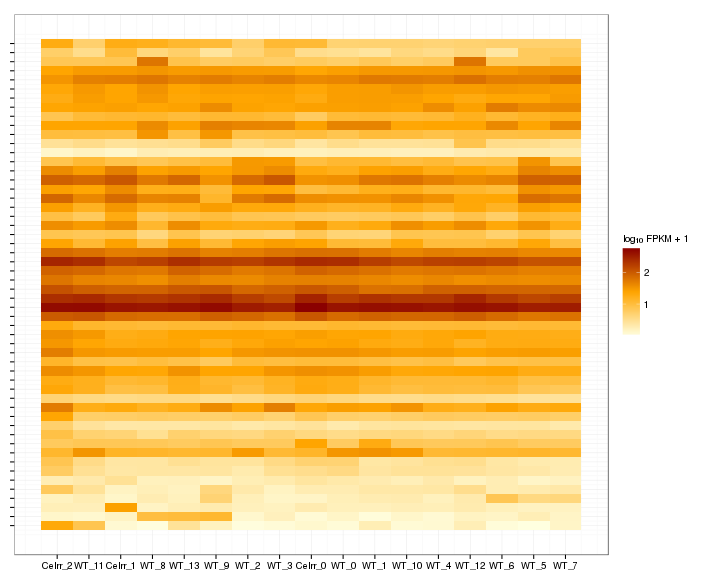 log10 FPKM + 1
2
1
Celrr_2 WT_11 Celrr_1 WT_8 WT_13 WT_9 WT_2 WT_3 Celrr_0 WT_0 WT_1 WT_10 WT_4 WT_12 WT_6 WT_5 WT_7